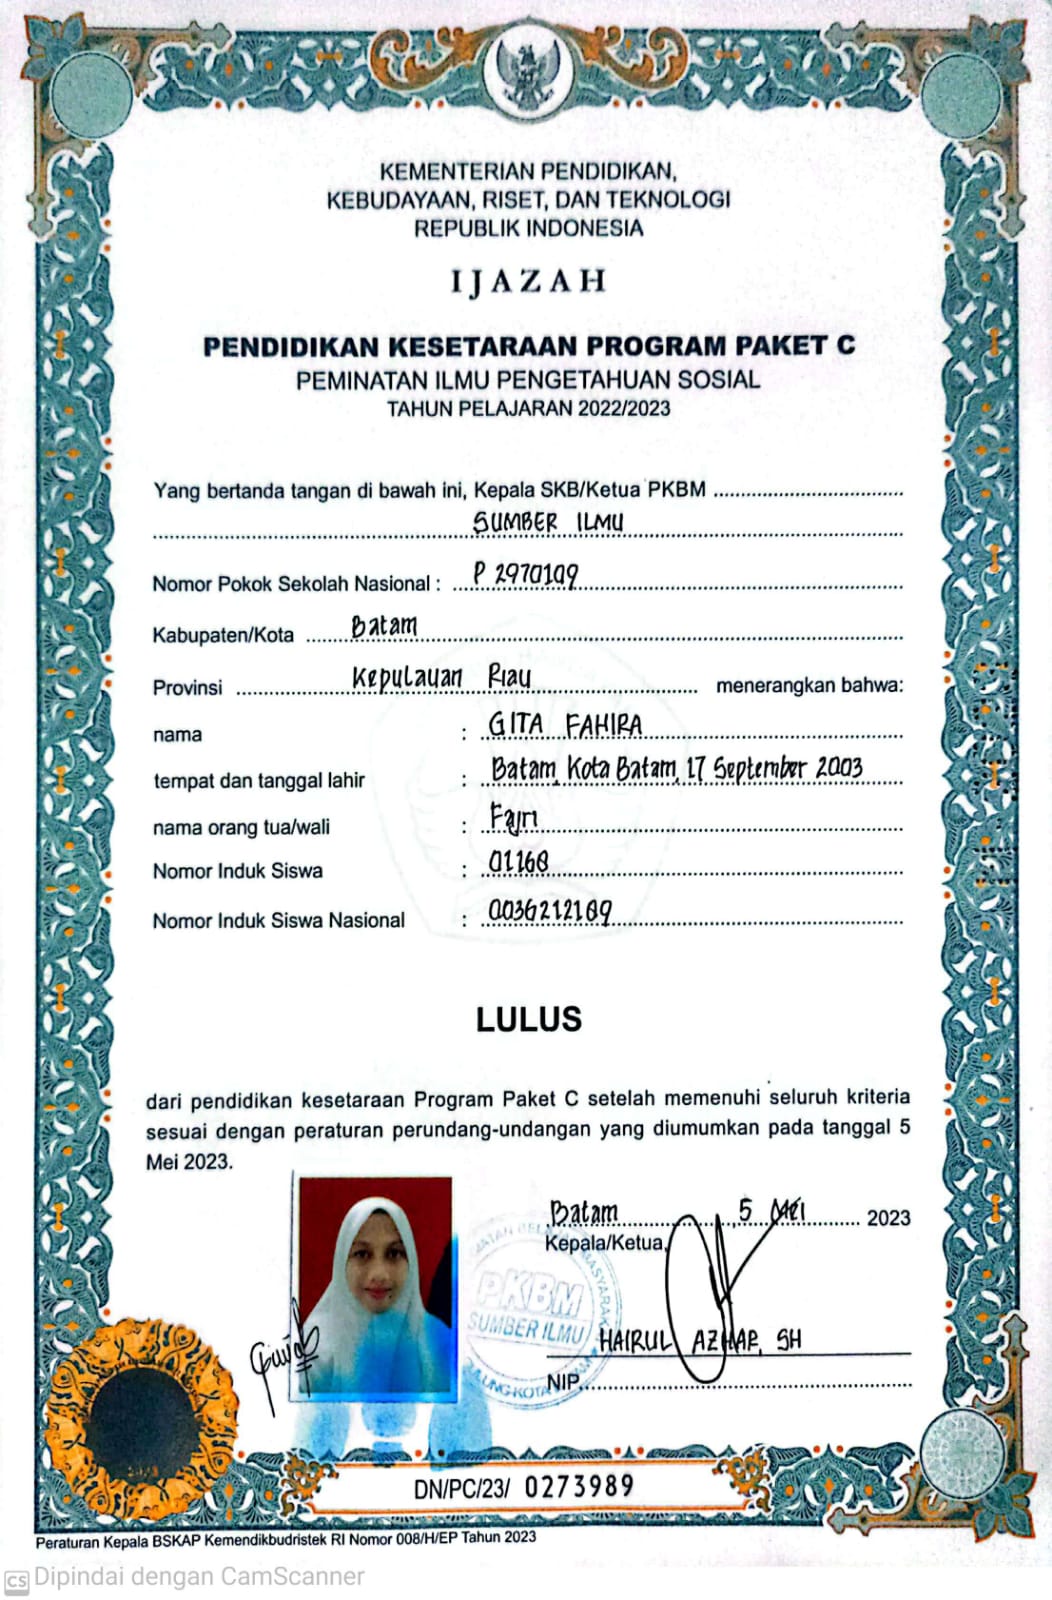 KEMENTERIAN PENDIDIKAN,
KEBUDAYAAN, RISET, DAN TEKNOLOGI
REPUBLIK INDONESIA
IJAZAH
PENDIDIKAN KESETARAAN PROGRAM PAKET C
PEMINATAN ILMU PENGETAHUAN SOSIAL
TAHUN PELAJARAN 2022/2023
Yang bertanda tangan di bawah ini, Kepala SKB/Ketua PKBM
SUMBER ILMU
Nomor Pokok Sekolah Nasional : P 2970109
Kabupaten/Kota Batam
Provinsi Kepulauan Riau menerangkan bahwa:
nama : GITA FAHIRA
tempat dan tanggal lahir : Batam, Kota Batam, 17 September 2003
nama orang tua/wali : Fajri
Nomor Induk Siswa : 01168
Nomor Induk Siswa Nasional : 0036212189
LULUS
dari pendidikan kesetaraan Program Paket C setelah memenuhi seluruh kriteria
sesuai dengan peraturan perundang-undangan yang diumumkan pada tanggal 5
Mei 2023.
Batam, 5 Mei 2023
Kepala/Ketua,
PKBM
SUMBER ILMU
HAIRUL AZHAR, SH
NIP
DN/PC/23/ 0273989
Peraturan Kepala BSKAP Kemendikbudristek RI Nomor 008/H/EP Tahun 2023
CS Dipindai dengan CamScanner